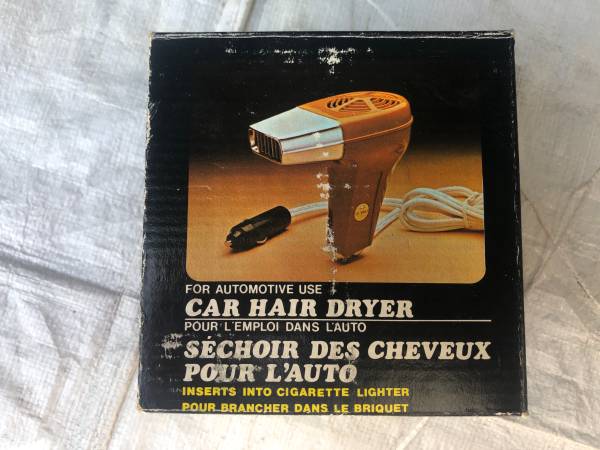 FOR AUTOMOTIVE USE
CAR HAIR DRYER
POUR L'EMPLOI DANS L'AUTO
SÉCHOIR DES CHEVEUX
POUR L'AUTO
INSERTS INTO CIGARETTE LIGHTER
POUR BRANCHER DANS LE BRIQUET